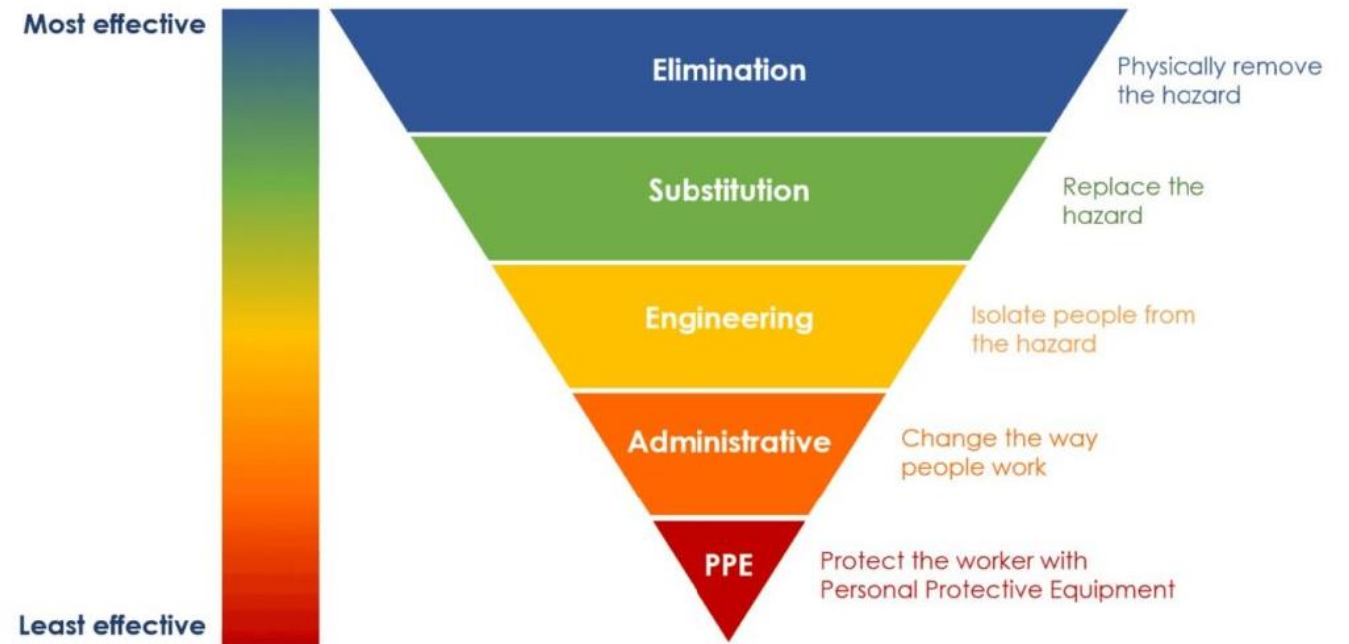 Most effective
Elimination
Physically remove
the hazard
Substitution
Replace the
hazard
Engineering
Isolate people from
the hazard
Administrative
Change the way
people work
PPE
Protect the worker with
Personal Protective Equipment
Least effective